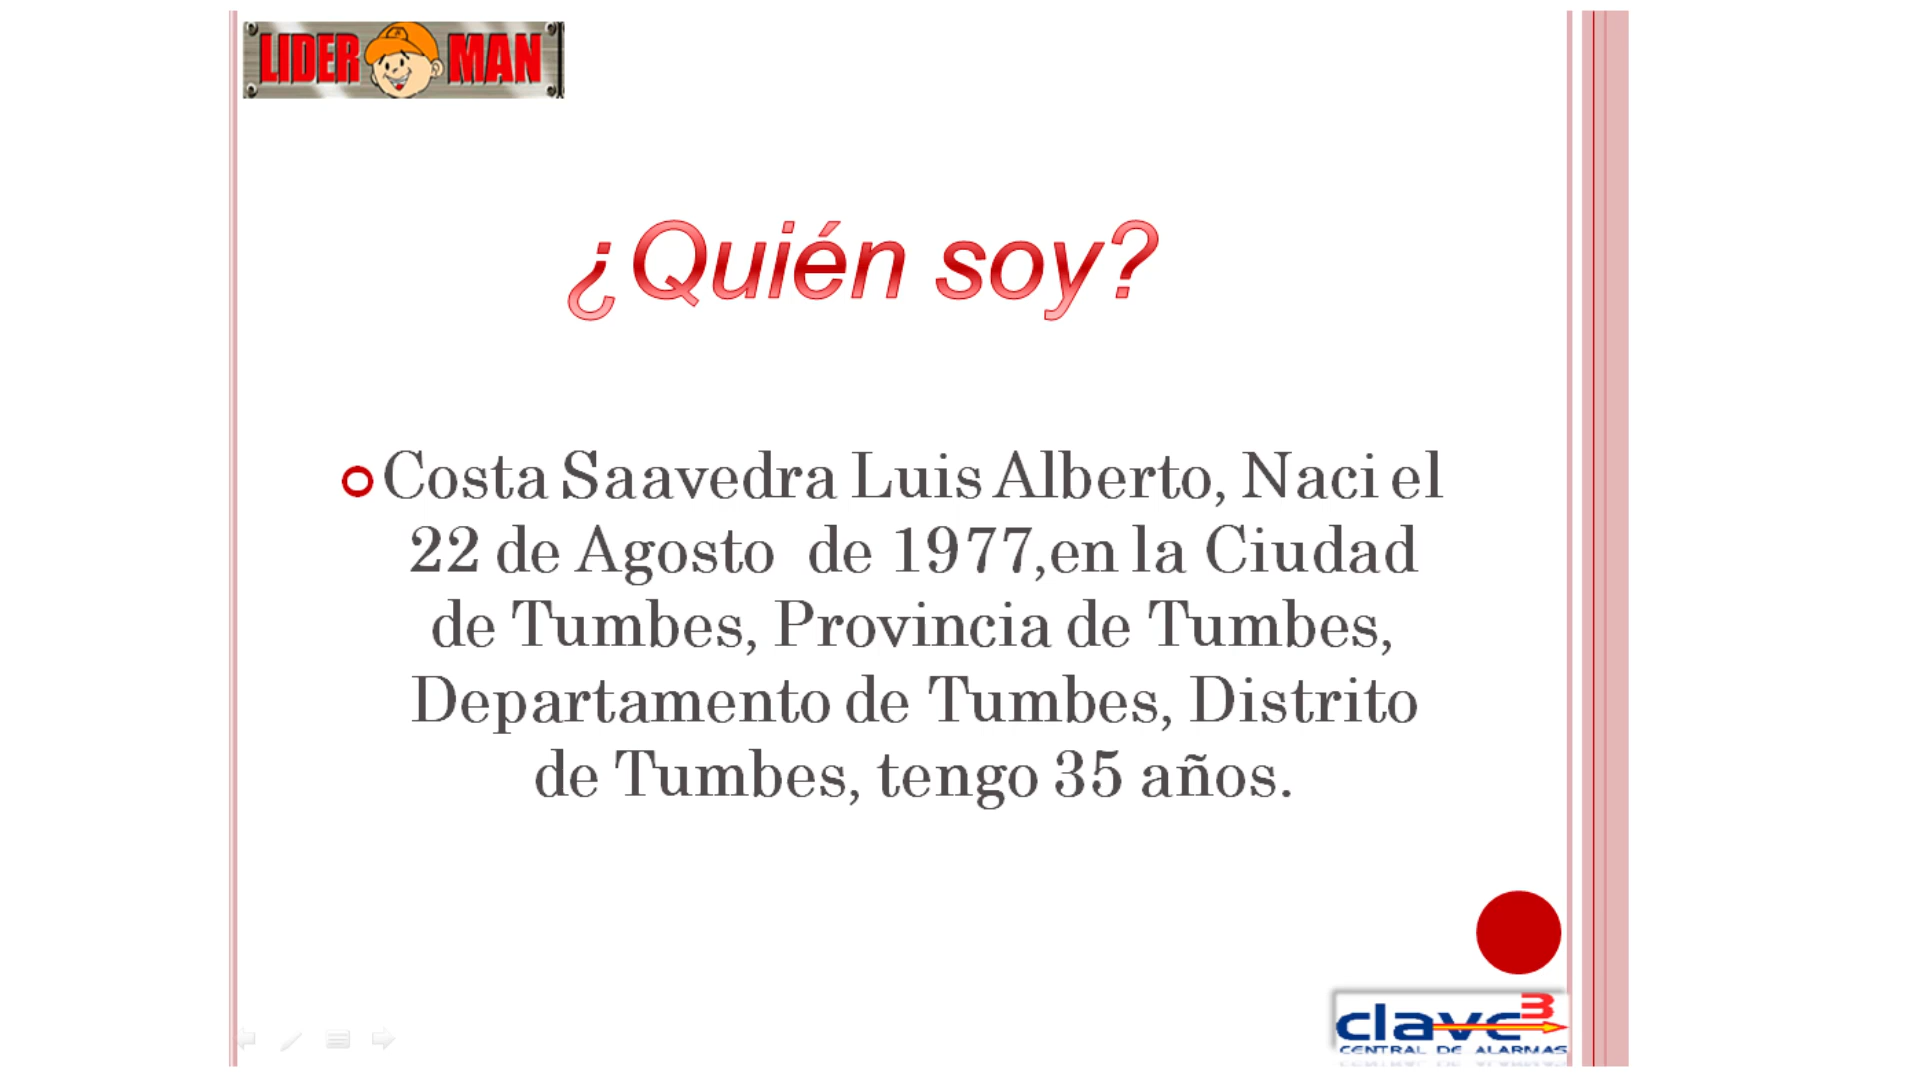 LIDER MAN
¿Quién soy?
Costa Saavedra Luis Alberto, Naci el
22 de Agosto de 1977,en la Ciudad
de Tumbes, Provincia de Tumbes,
Departamento de Tumbes, Distrito
de Tumbes, tengo 35 años.
clave3
CENTRAL DE ALARMAS